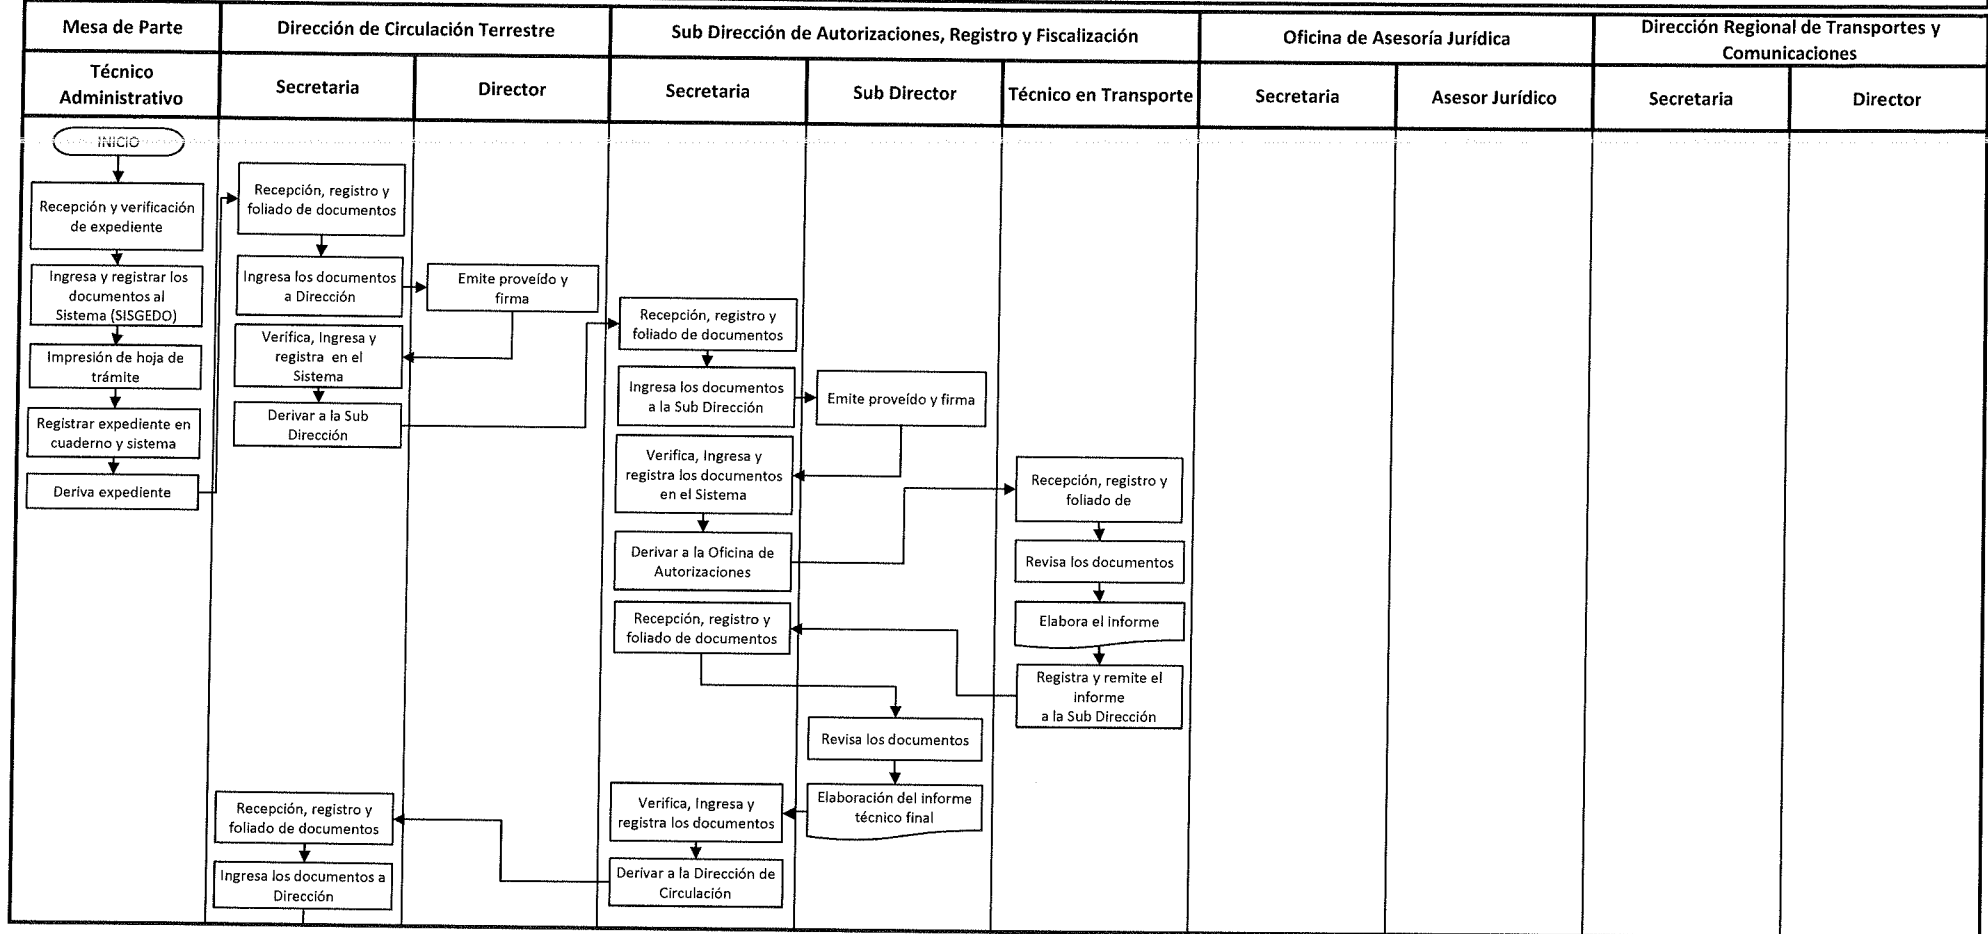 Mesa de Parte
Dirección de Circulación Terrestre
Sub Dirección de Autorizaciones, Registro y Fiscalización
Oficina de Asesoría Jurídica
Dirección Regional de Transportes y
Comunicaciones
Técnico
Administrativo
Secretaria
Director
Secretaria
Sub Director
Técnico en Transporte
Secretaria
Asesor Jurídico
Secretaria
Director
INICIO
Recepción y verificación
de expediente
Ingresa y registrar los
documentos al
Sistema (SISGEDO)
Impresión de hoja de
trámite
Registrar expediente en
cuaderno y sistema
Deriva expediente
Recepción, registro y
foliado de documentos
Ingresa los documentos
a Dirección
Emite proveído y
firma
Verifica, Ingresa y
registra en el
Sistema
Derivar a la Sub
Dirección
Recepción, registro y
foliado de documentos
Ingresa los documentos
a la Sub Dirección
Emite proveído y firma
Verifica, Ingresa y
registra los documentos
en el Sistema
Derivar a la Oficina de
Autorizaciones
Recepción, registro y
foliado de
Revisa los documentos
Elabora el informe
Registra y remite el
informe
a la Sub Dirección
Recepción, registro y
foliado de documentos
Revisa los documentos
Elaboración del informe
técnico final
Verifica, Ingresa y
registra los documentos
Derivar a la Dirección de
Circulación
Recepción, registro y
foliado de documentos
Ingresa los documentos a
Dirección